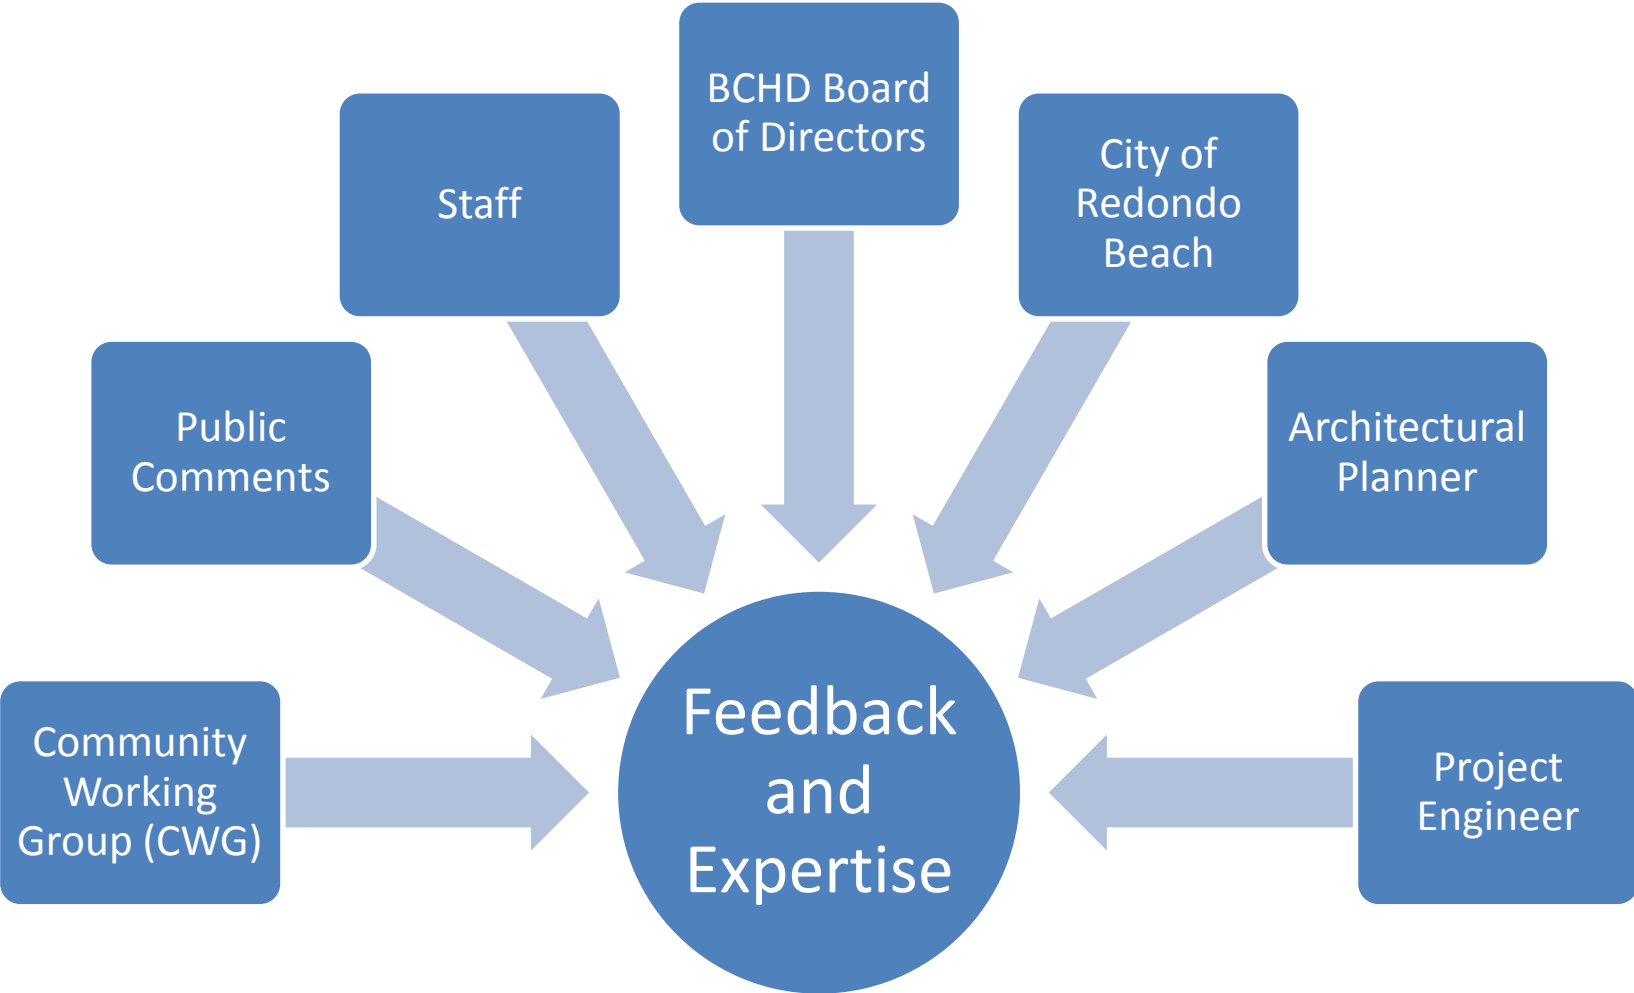 BCHD Board
of Directors
Staff
City of
Redondo
Beach
Public
Comments
Architectural
Planner
Community
Working
Group (CWG)
Feedback
and
Expertise
Project
Engineer